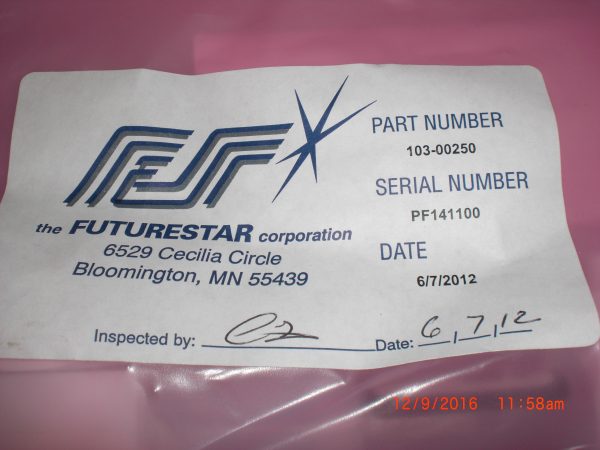 FSF
the FUTURESTAR corporation
6529 Cecilia Circle
Bloomington, MN 55439
PART NUMBER
103-00250
SERIAL NUMBER
PF141100
DATE
6/7/2012
Inspected by:
Date: 6, 7, 12
12/9/2016 11:58am